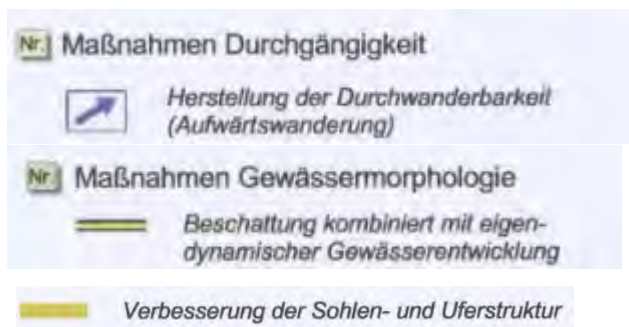 Nr. Maßnahmen Durchgängigkeit
Herstellung der Durchwanderbarkeit
(Aufwärtswanderung)
Nr. Maßnahmen Gewässermorphologie
Beschattung kombiniert mit eigen-
dynamischer Gewässerentwicklung
Verbesserung der Sohlen- und Uferstruktur